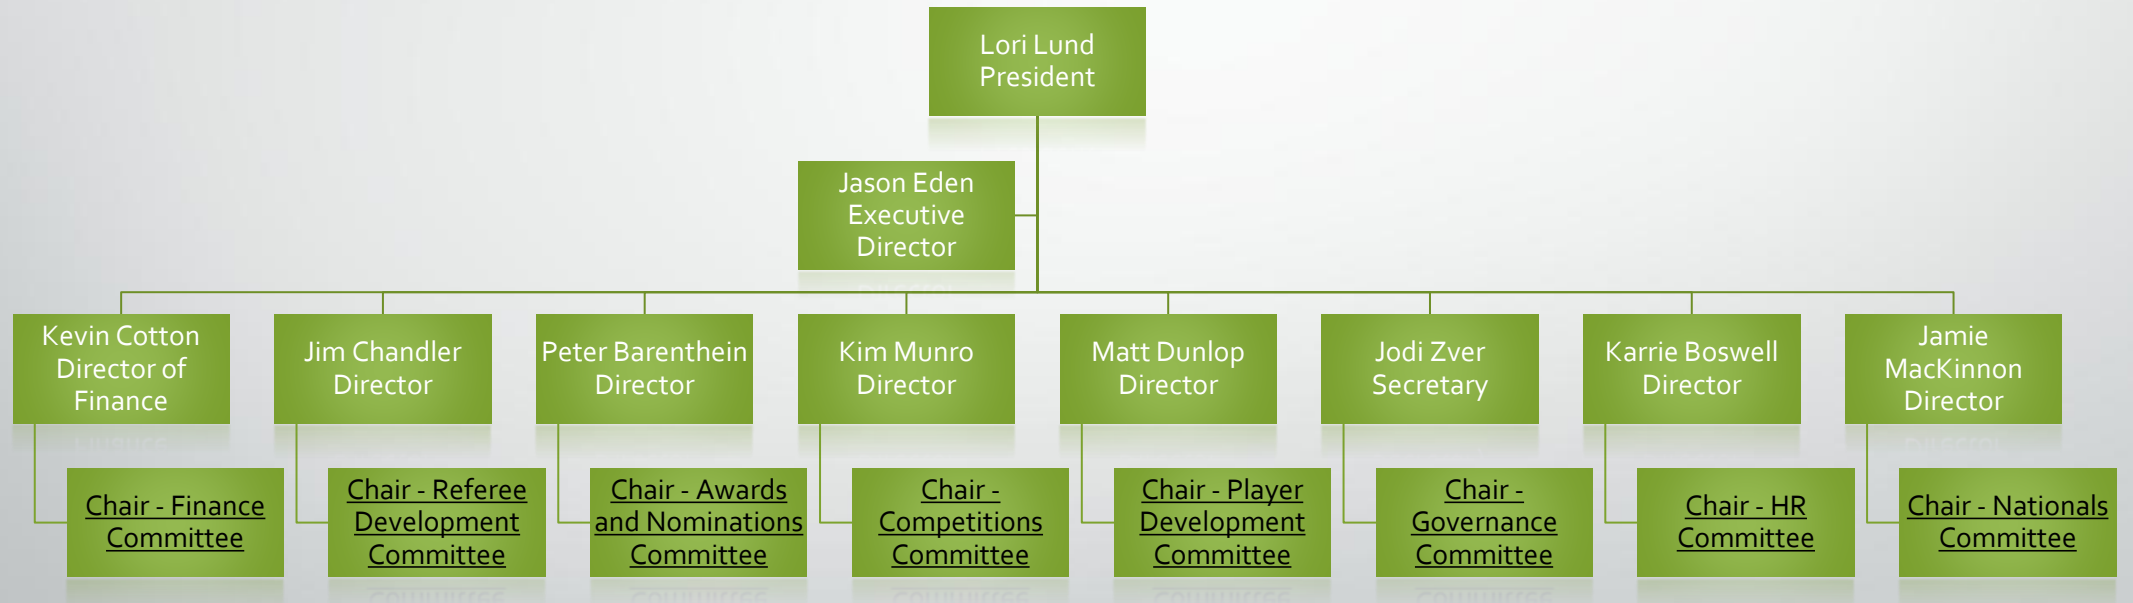 Lori Lund
President
Jason Eden
Executive
Director
Kevin Cotton
Director of
Finance
Jim Chandler
Director
Peter Barenthein
Director
Kim Munro
Director
Matt Dunlop
Director
Jodi Zver
Secretary
Karrie Boswell
Director
Jamie
MacKinnon
Director
Chair - Finance
Committee
Chair - Referee
Development
Committee
Chair - Awards
and Nominations
Committee
Chair -
Competitions
Committee
Chair - Player
Development
Committee
Chair -
Governance
Committee
Chair - HR
Committee
Chair - Nationals
Committee